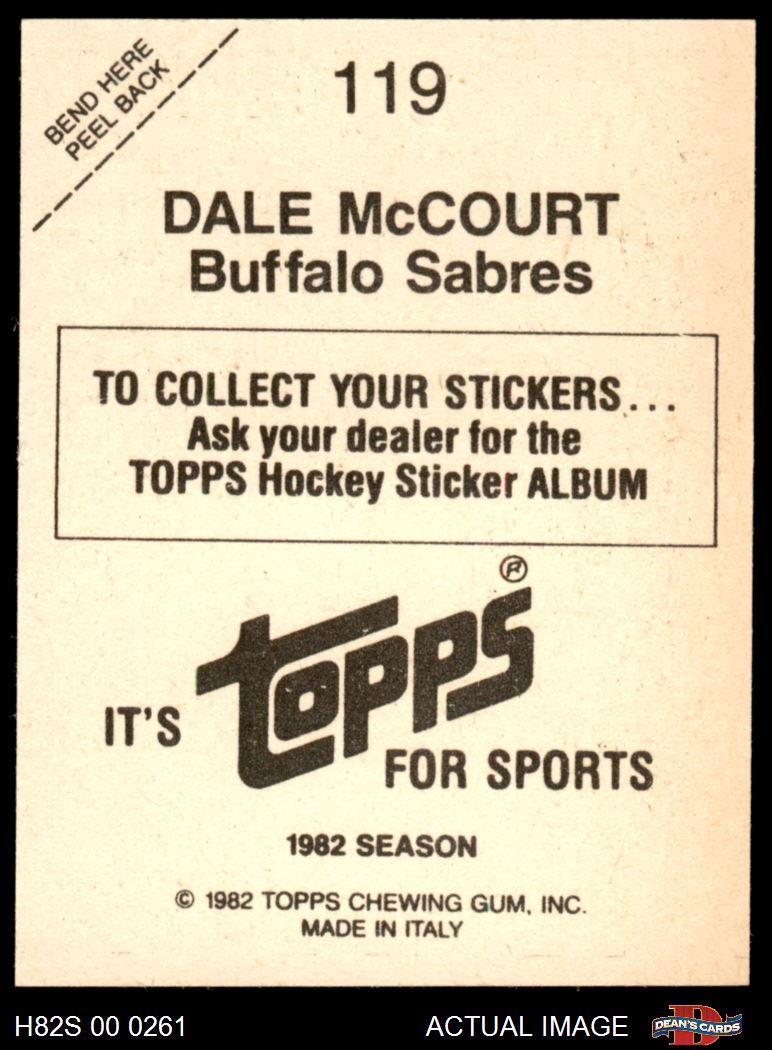 BEND HERE
PEEL BACK
119
DALE McCOURT
Buffalo Sabres
TO COLLECT YOUR STICKERS...
Ask your dealer for the
TOPPS Hockey Sticker ALBUM
IT'S topps® FOR SPORTS
1982 SEASON
© 1982 TOPPS CHEWING GUM, INC.
MADE IN ITALY
H82S 00 0261 ACTUAL IMAGE D DEAN'S CARDS